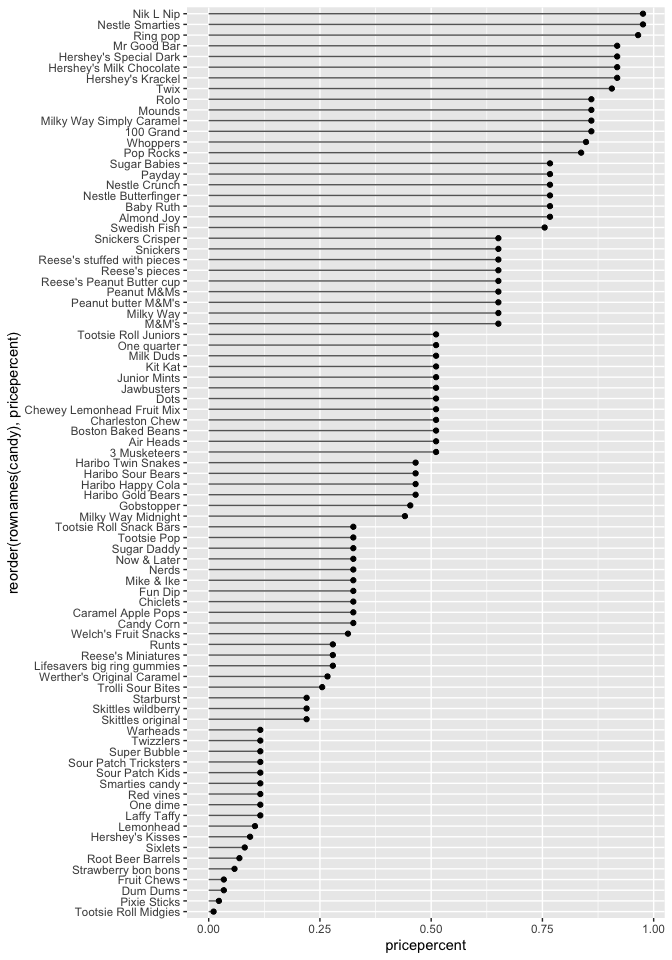 Nik L Nip
Nestle Smarties
Ring pop
Mr Good Bar
Hershey's Special Dark
Hershey's Milk Chocolate
Hershey's Krackel
Twix
Rolo
Mounds
Milky Way Simply Caramel
100 Grand
Whoppers
Pop Rocks
Sugar Babies
Payday
Nestle Crunch
Nestle Butterfinger
Baby Ruth
Almond Joy
Swedish Fish
Snickers Crisper
Snickers
Reese's stuffed with pieces
Reese's pieces
Reese's Peanut Butter cup
Peanut M&Ms
Peanut butter M&M's
Milky Way
M&M's
Tootsie Roll Juniors
One quarter
Milk Duds
Kit Kat
Junior Mints
Jawbusters
Dots
Chewey Lemonhead Fruit Mix
Charleston Chew
Boston Baked Beans
Air Heads
3 Musketeers
Haribo Twin Snakes
Haribo Sour Bears
Haribo Happy Cola
Haribo Gold Bears
Gobstopper
Milky Way Midnight
Tootsie Roll Snack Bars
Tootsie Pop
Sugar Daddy
Now & Later
Nerds
Mike & Ike
Fun Dip
Chiclets
Caramel Apple Pops
Candy Corn
Welch's Fruit Snacks
Runts
Reese's Miniatures
Lifesavers big ring gummies
Werther's Original Caramel
Trolli Sour Bites
Starburst
Skittles wildberry
Skittles original
Warheads
Twizzlers
Super Bubble
Sour Patch Tricksters
Sour Patch Kids
Smarties candy
Red vines
One dime
Laffy Taffy
Lemonhead
Hershey's Kisses
Sixlets
Root Beer Barrels
Strawberry bon bons
Fruit Chews
Dum Dums
Pixie Sticks
Tootsie Roll Midgies
reorder(rownames(candy), pricepercent)
0.00 0.25 0.50 0.75 1.00
pricepercent